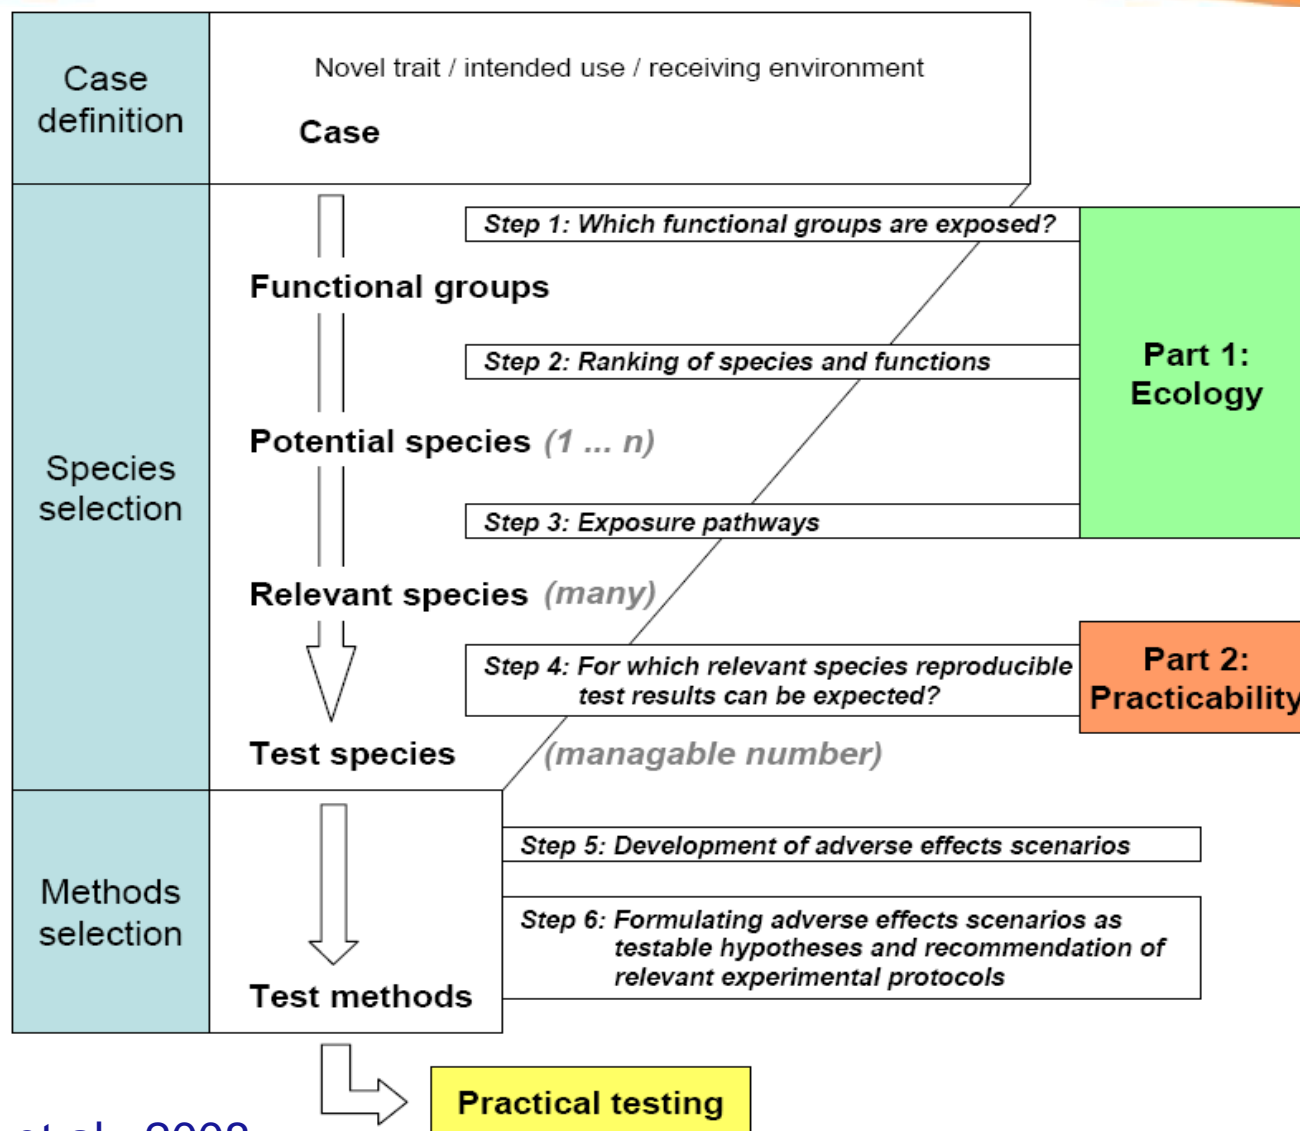 Case
definition
Novel trait / intended use / receiving environment
Case
Step 1: Which functional groups are exposed?
Functional groups
Step 2: Ranking of species and functions
Part 1:
Ecology
Potential species (1 ... n)
Species
selection
Step 3: Exposure pathways
Relevant species (many)
Step 4: For which relevant species reproducible
test results can be expected?
Part 2:
Practicability
Test species (managable number)
Step 5: Development of adverse effects scenarios
Methods
selection
Step 6: Formulating adverse effects scenarios as
testable hypotheses and recommendation of
relevant experimental protocols
Test methods
Practical testing
et al. 2008